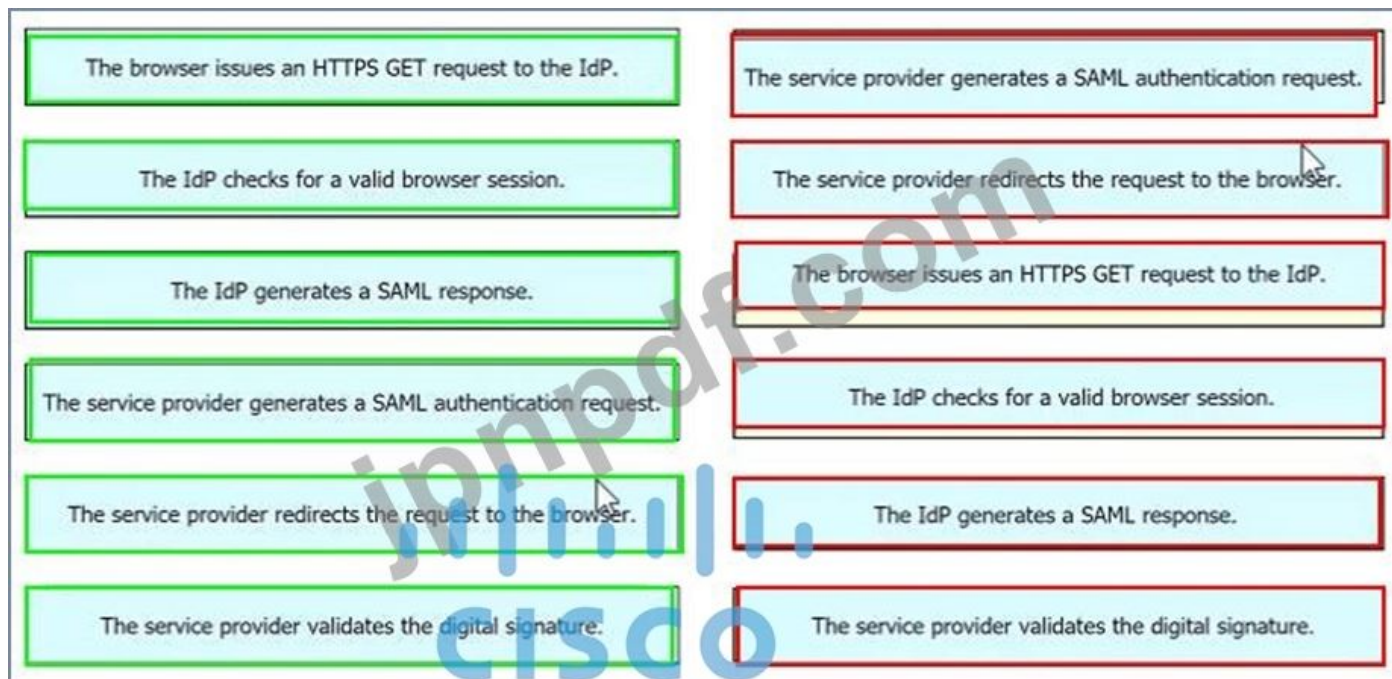 The browser issues an HTTPS GET request to the IdP.
The IdP checks for a valid browser session.
The IdP generates a SAML response.
The service provider generates a SAML authentication request.
The service provider redirects the request to the browser.
The service provider validates the digital signature.
The service provider generates a SAML authentication request.
The service provider redirects the request to the browser.
The browser issues an HTTPS GET request to the IdP.
The IdP checks for a valid browser session.
The IdP generates a SAML response.
The service provider validates the digital signature.
jpnpdf.com
CISCO